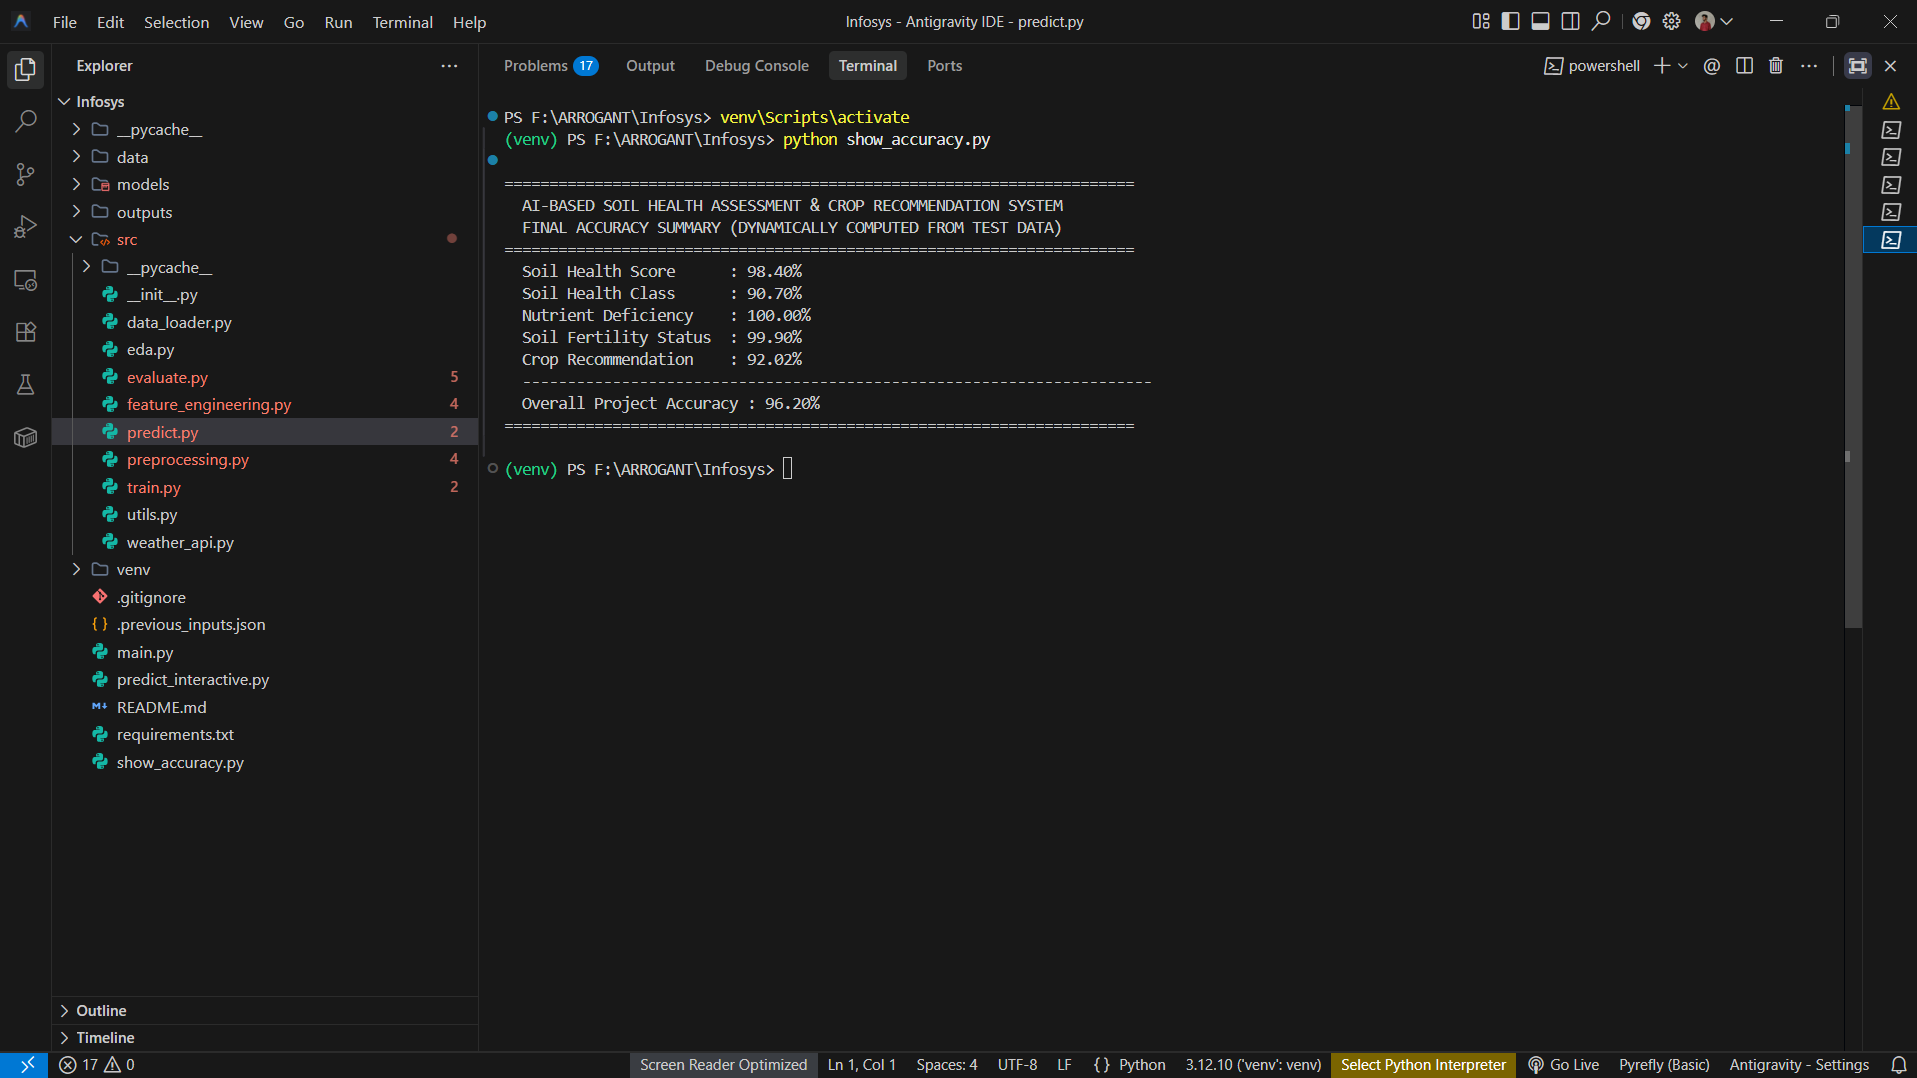 File Edit Selection View Go Run Terminal Help
Infosys - Antigravity IDE - predict.py
Explorer
Infosys
__pycache__
data
models
outputs
src
__pycache__
__init__.py
data_loader.py
eda.py
evaluate.py 5
feature_engineering.py 4
predict.py 2
preprocessing.py 4
train.py 2
utils.py
weather_api.py
venv
.gitignore
.previous_inputs.json
main.py
predict_interactive.py
README.md
requirements.txt
show_accuracy.py
Outline
Timeline
Problems 17 Output Debug Console Terminal Ports
powershell
PS F:\ARROGANT\Infosys> venv\Scripts\activate
(venv) PS F:\ARROGANT\Infosys> python show_accuracy.py
======================================================================
AI-BASED SOIL HEALTH ASSESSMENT & CROP RECOMMENDATION SYSTEM
FINAL ACCURACY SUMMARY (DYNAMICALLY COMPUTED FROM TEST DATA)
======================================================================
Soil Health Score : 98.40%
Soil Health Class : 90.70%
Nutrient Deficiency : 100.00%
Soil Fertility Status : 99.90%
Crop Recommendation : 92.02%
----------------------------------------------------------------------
Overall Project Accuracy : 96.20%
======================================================================
(venv) PS F:\ARROGANT\Infosys>
17 0
Screen Reader Optimized Ln 1, Col 1 Spaces: 4 UTF-8 LF {} Python 3.12.10 ('venv': venv) Select Python Interpreter Go Live Pyrefly (Basic) Antigravity - Settings